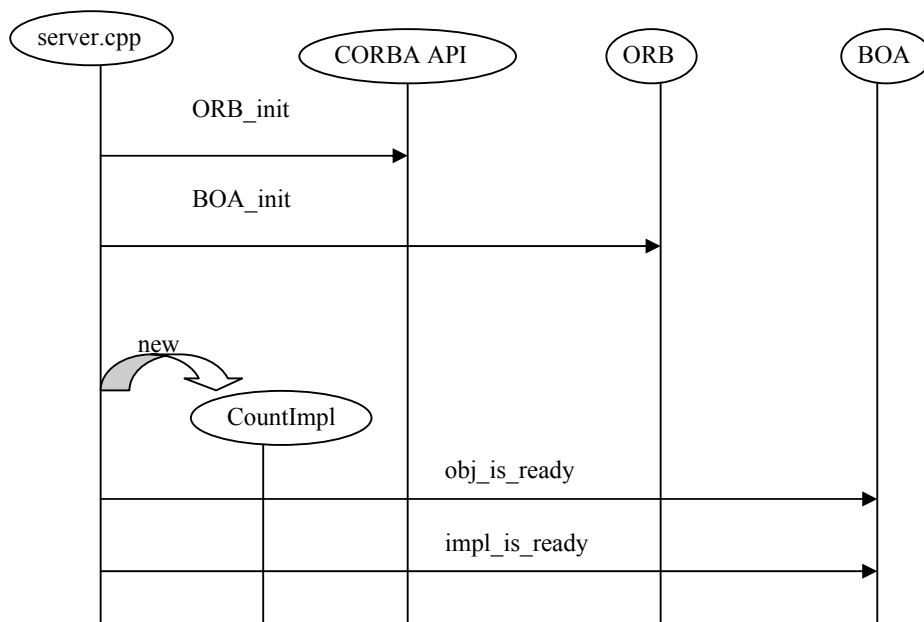 server.cpp
CORBA API
ORB
BOA
ORB_init
BOA_init
new
CountImpl
obj_is_ready
impl_is_ready